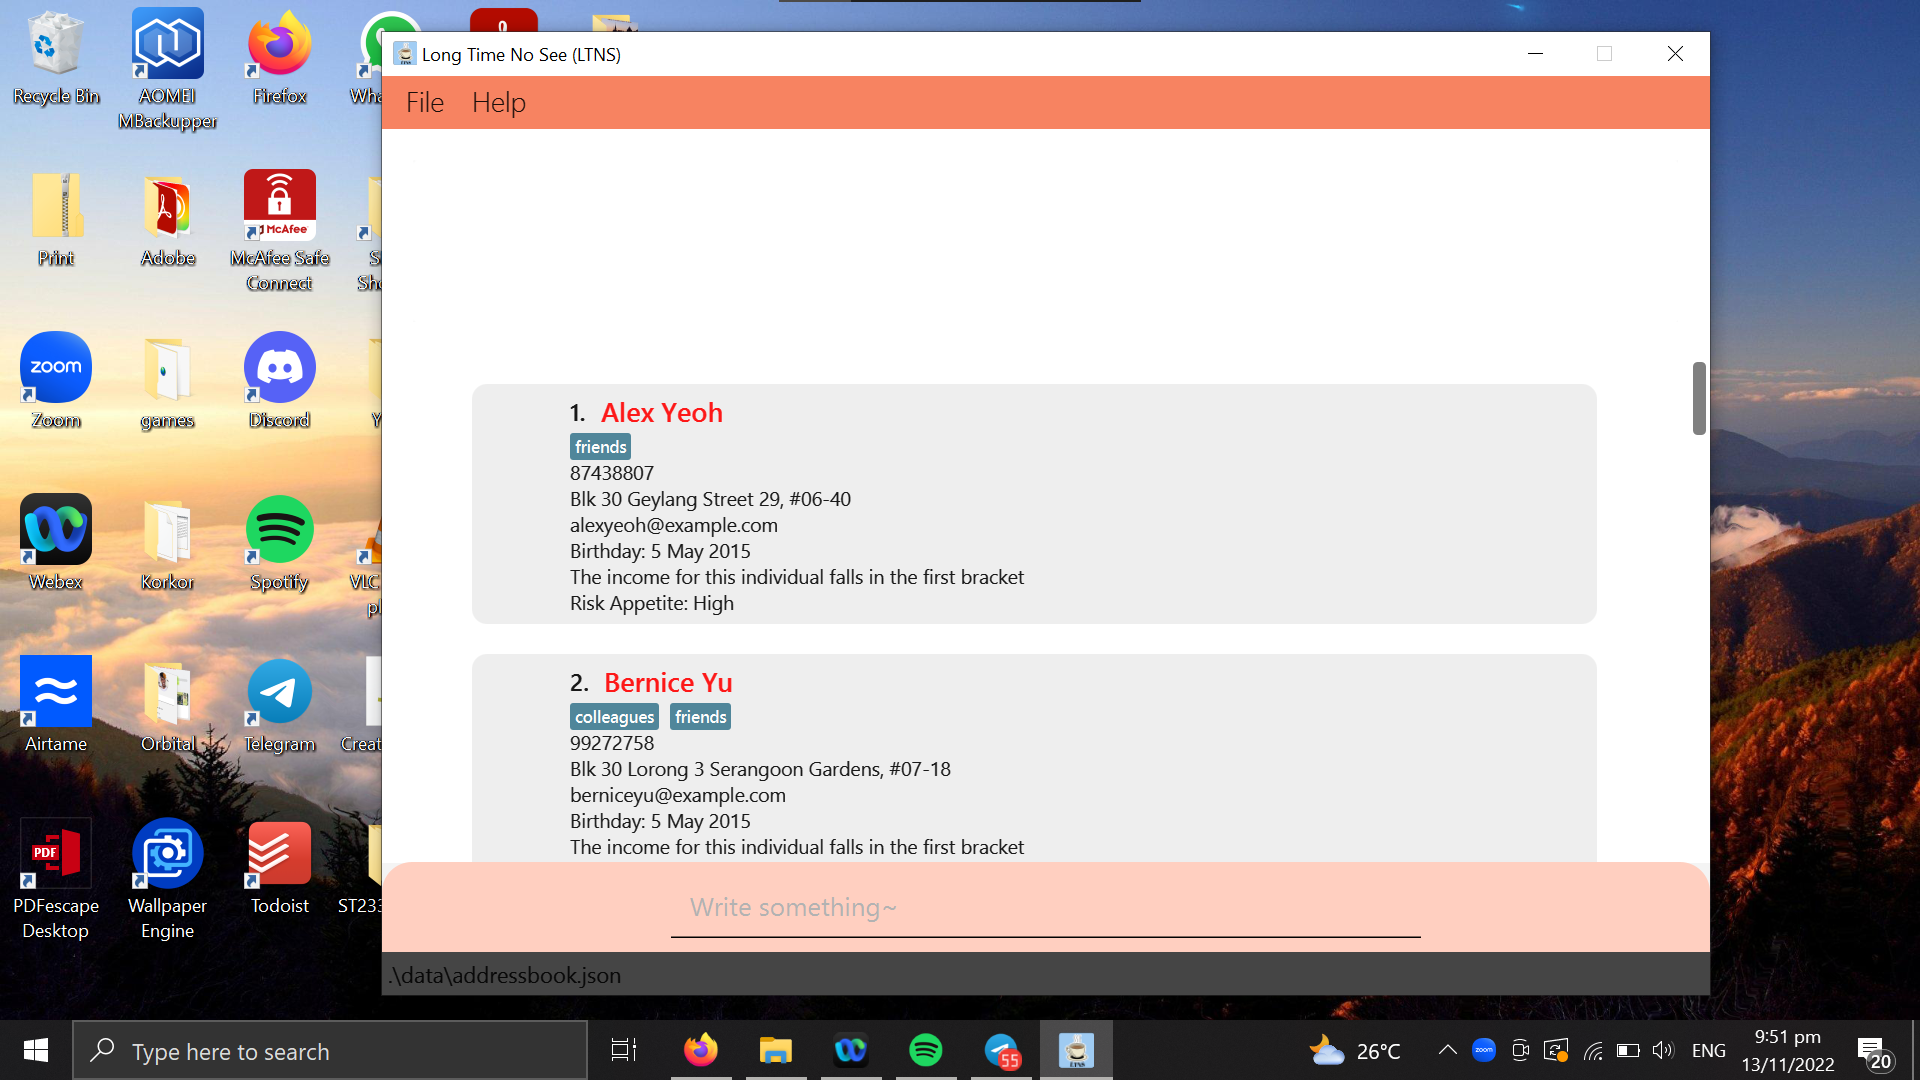 Long Time No See (LTNS)
File Help
1. Alex Yeoh
friends
87438807
Blk 30 Geylang Street 29, #06-40
alexyeoh@example.com
Birthday: 5 May 2015
The income for this individual falls in the first bracket
Risk Appetite: High
2. Bernice Yu
colleagues friends
99272758
Blk 30 Lorong 3 Serangoon Gardens, #07-18
berniceyu@example.com
Birthday: 5 May 2015
The income for this individual falls in the first bracket
Write something~
.\data\addressbook.json
Recycle Bin
AOMEI
MBackupper
Firefox
Wha
Print
Adobe
McAfee
McAfee Safe
Connect
S
Sho
zoom
Zoom
games
Discord
Y
Webex
Korkor
Spotify
VLC
pl
Airtame
Orbital
Telegram
Creat
PDF
PDFescape
Desktop
Wallpaper
Engine
Todoist
ST233
Type here to search
55
LTNS
26°C
zoom
ENG
9:51 pm
13/11/2022
20